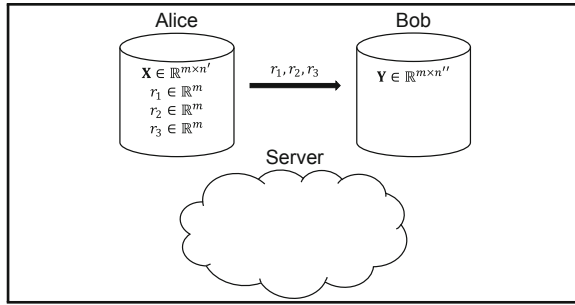 Alice
X ∈ ℝ^{m×n′}
r₁ ∈ ℝ^m
r₂ ∈ ℝ^m
r₃ ∈ ℝ^m
r₁, r₂, r₃
Bob
Y ∈ ℝ^{m×n′′}
Server